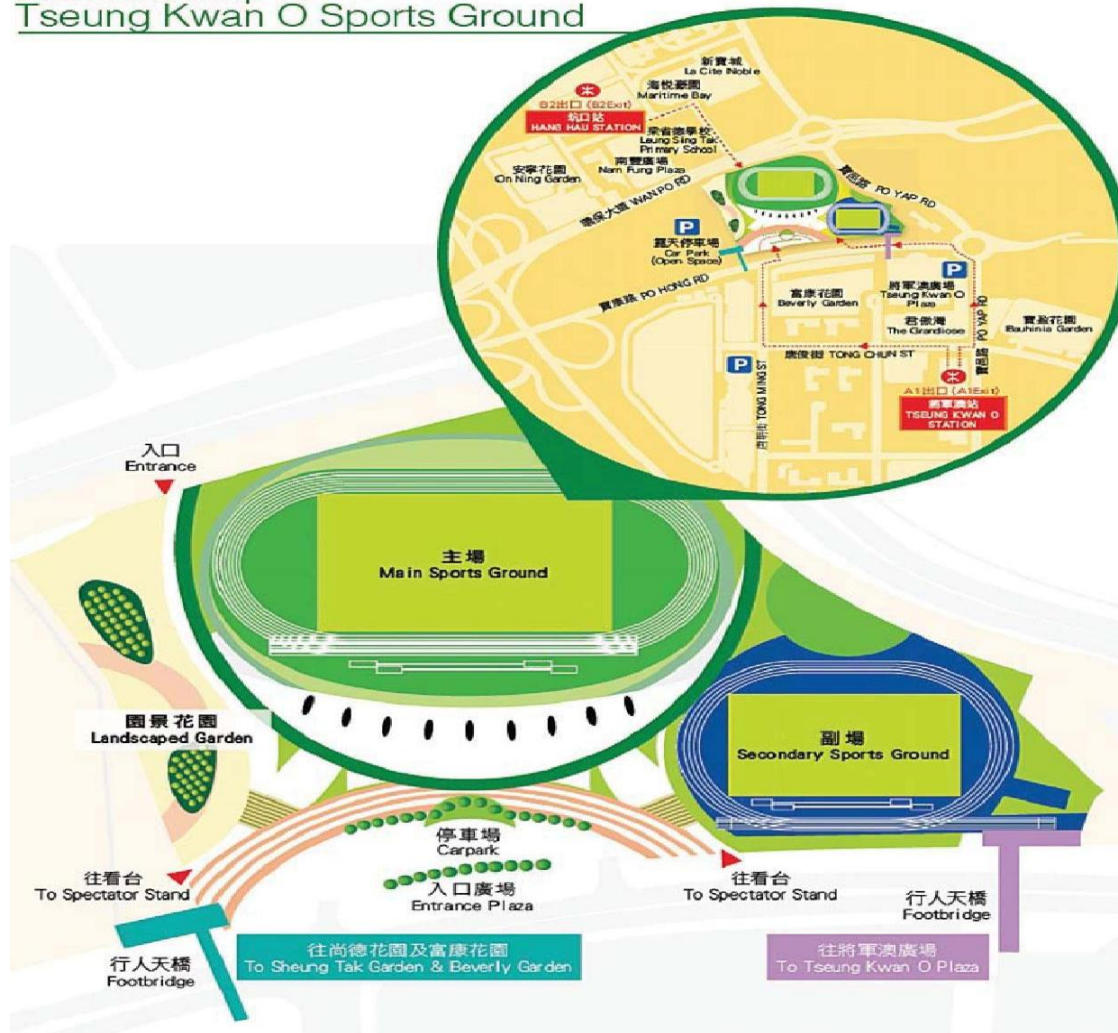 Tseung Kwan O Sports Ground
新寶城
La Cite Noble
海悦豪園
Maritime Bay
B2出口 (B2Exit)
坑口站
HANG HAU STATION
梁省德學校
Leung Sing Tak
Primary School
南豐廣場
Nam Fung Plaza
安寧花園
On Ning Garden
環保大道 WAN PO RD
寶邑路 PO YAP RD
P
露天停車場
Car Park
(Open Space)
寶康路 PO HONG RD
富康花園
Beverly Garden
P
將軍澳廣場
Tseung Kwan O
Plaza
君傲灣
The Grandiose
寶邑路 PO YAP RD
寶盈花園
Bauhinia Garden
唐俊街 TONG CHUN ST
P
唐明街 TONG MING ST
A1出口 (A1Exit)
將軍澳站
TSEUNG KWAN O
STATION
入口
Entrance
主場
Main Sports Ground
園景花園
Landscaped Garden
副場
Secondary Sports Ground
停車場
Carpark
入口廣場
Entrance Plaza
往看台
To Spectator Stand
往看台
To Spectator Stand
行人天橋
Footbridge
行人天橋
Footbridge
往尚德花園及富康花園
To Sheung Tak Garden & Beverly Garden
往將軍澳廣場
To Tseung Kwan O Plaza